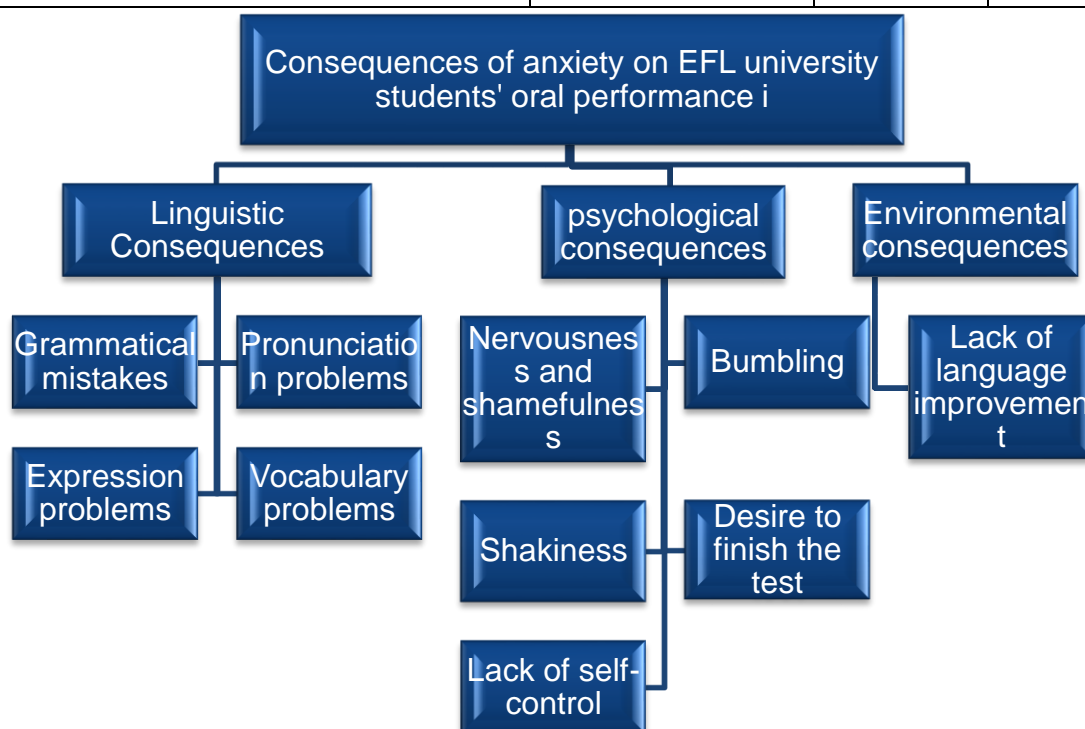 Consequences of anxiety on EFL university
students' oral performance i
Linguistic
Consequences
psychological
consequences
Environmental
consequences
Grammatical
mistakes
Pronunciatio
n problems
Expression
problems
Vocabulary
problems
Nervousnes
s and
shamefulnes
s
Bumbling
Shakiness
Desire to
finish the
test
Lack of self-
control
Lack of
language
improvemen
t